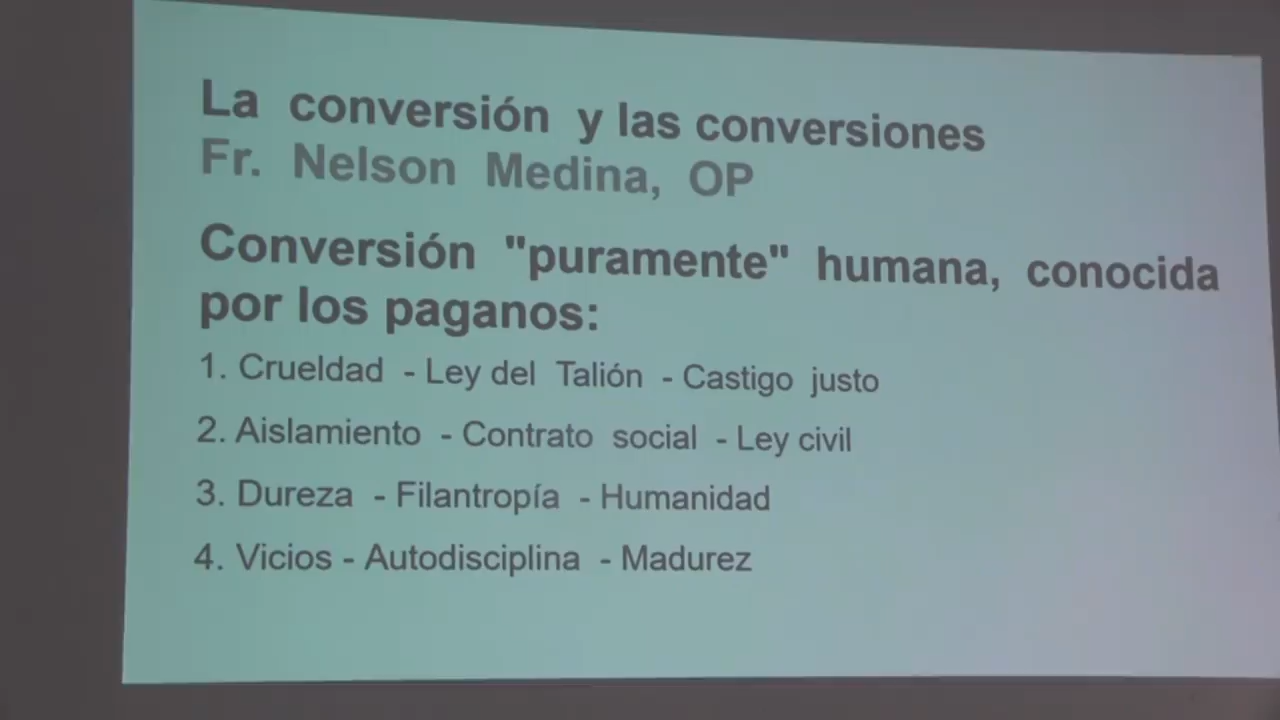 La conversión y las conversiones
Fr. Nelson Medina, OP
Conversión "puramente" humana, conocida
por los paganos:
1. Crueldad - Ley del Talión - Castigo justo
2. Aislamiento - Contrato social - Ley civil
3. Dureza - Filantropía - Humanidad
4. Vicios - Autodisciplina - Madurez